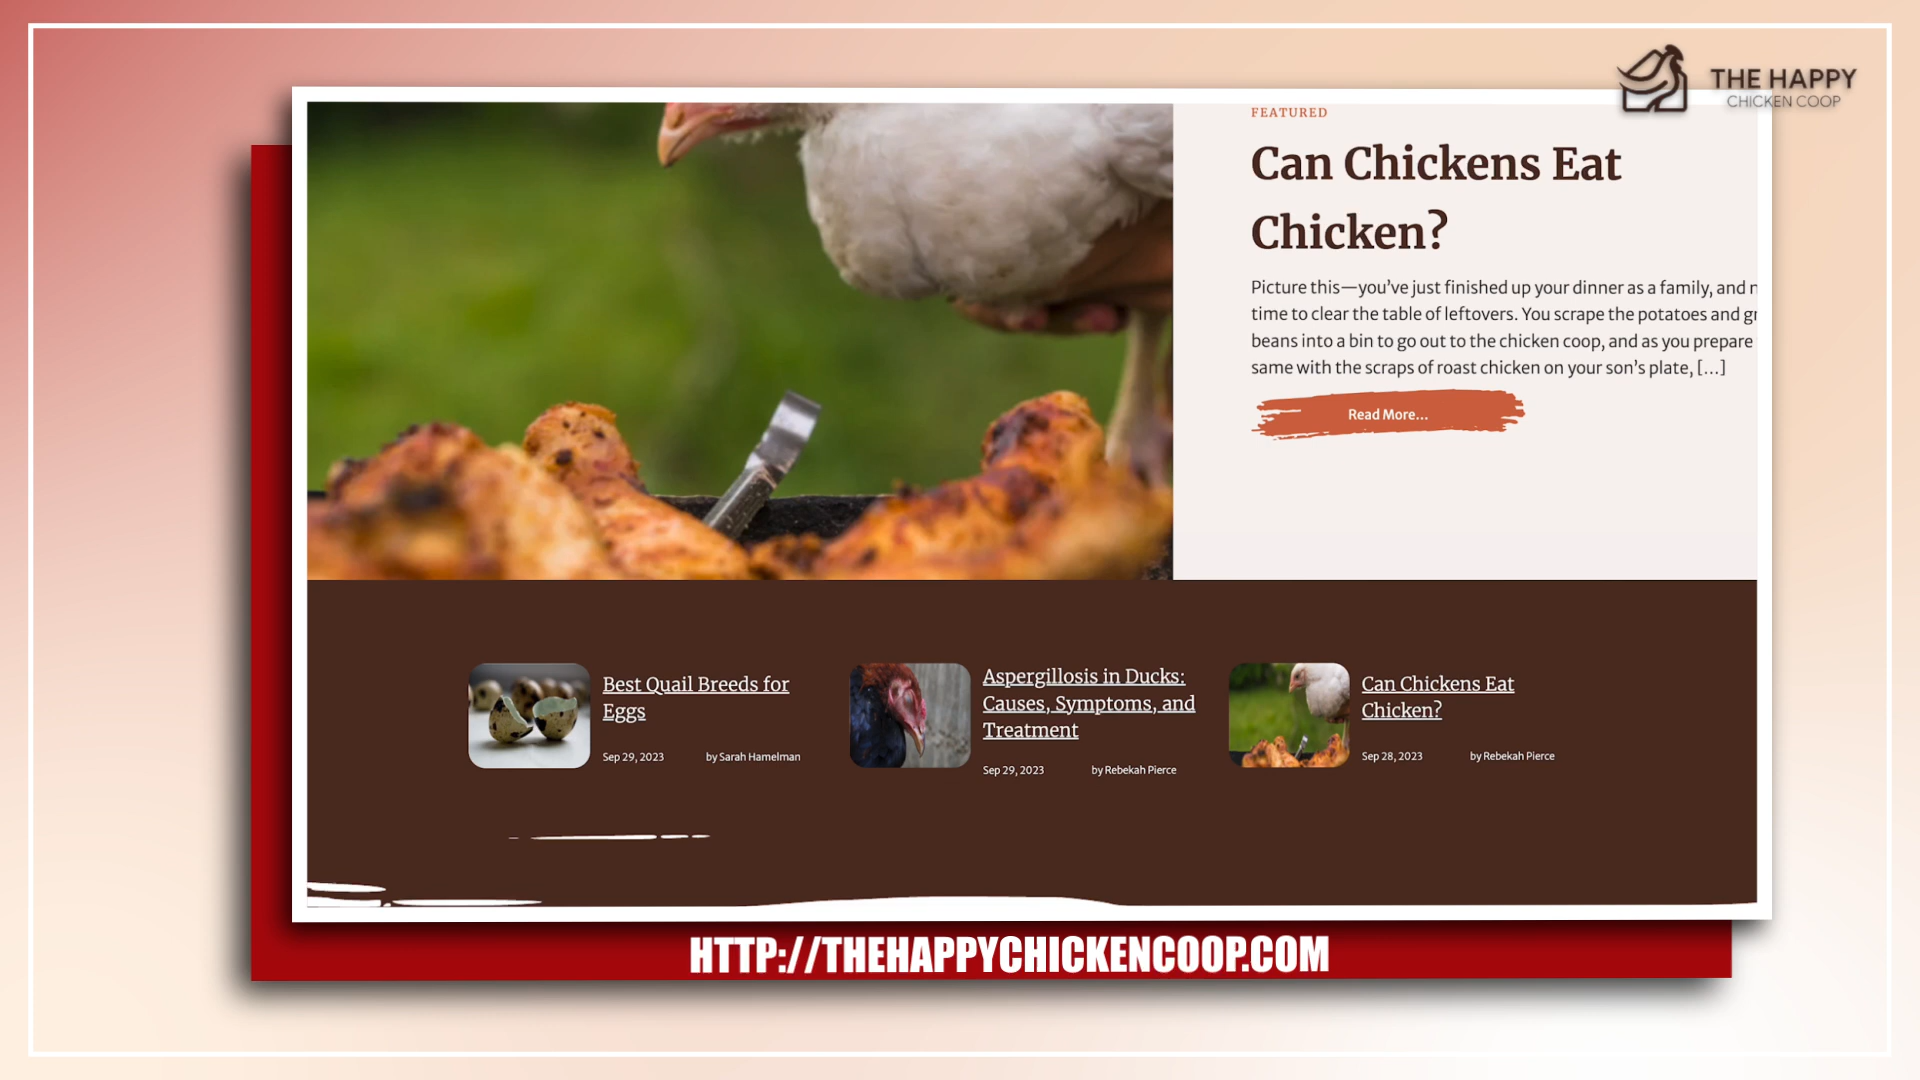 THE HAPPY
CHICKEN COOP
FEATURED
Can Chickens Eat
Chicken?
Picture this—you've just finished up your dinner as a family, and
time to clear the table of leftovers. You scrape the potatoes and
beans into a bin to go out to the chicken coop, and as you prepare
same with the scraps of roast chicken on your son's plate, [...]
Read More...
Best Quail Breeds for
Eggs
Sep 29, 2023 by Sarah Hamelman
Aspergillosis in Ducks:
Causes, Symptoms, and
Treatment
Sep 29, 2023 by Rebekah Pierce
Can Chickens Eat
Chicken?
Sep 28, 2023 by Rebekah Pierce
HTTP://THEHAPPYCHICKENCOOP.COM